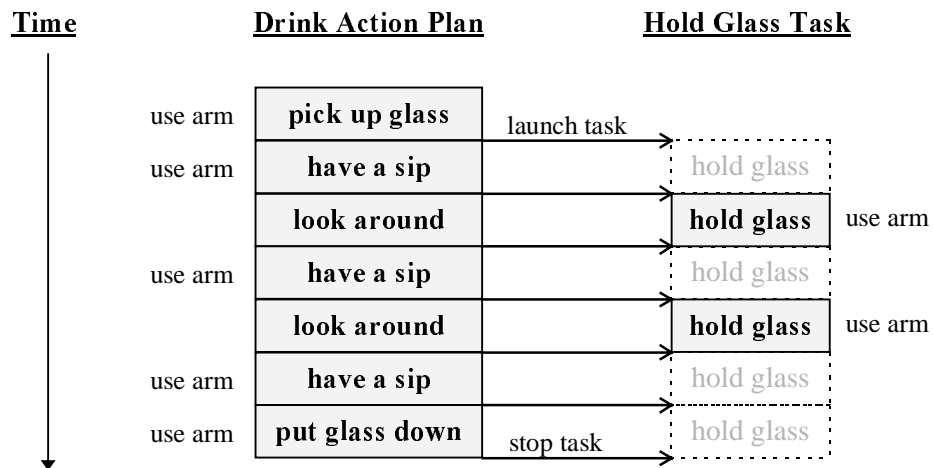 Time Drink Action Plan Hold Glass Task
use arm pick up glass launch task
use arm have a sip hold glass
look around hold glass use arm
use arm have a sip hold glass
look around hold glass use arm
use arm have a sip hold glass
use arm put glass down stop task hold glass